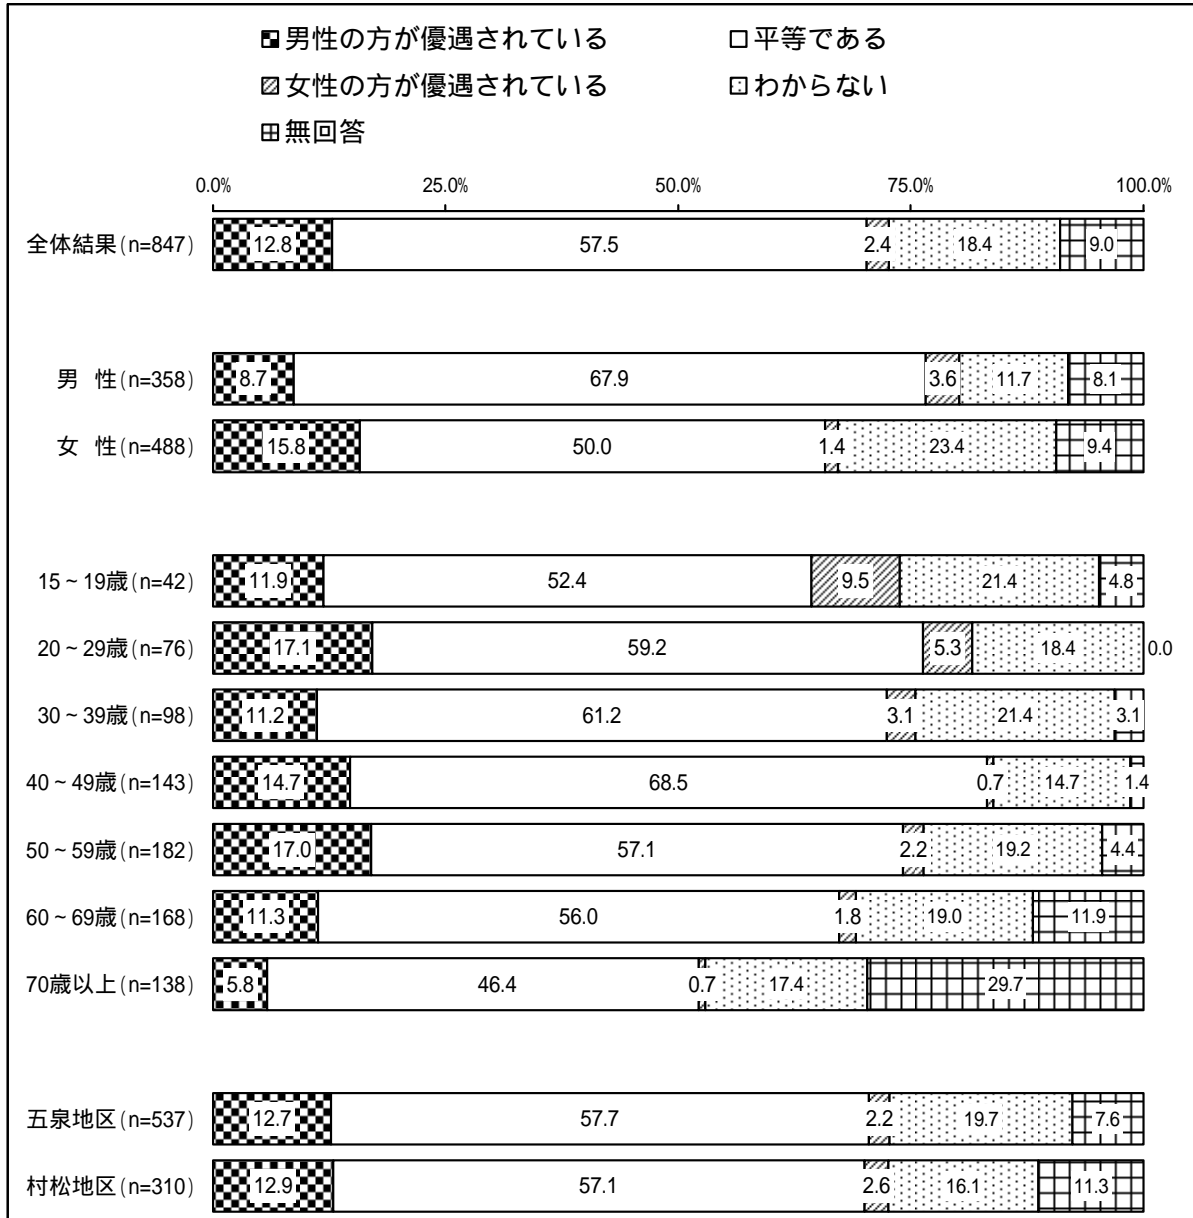 男性の方が優遇されている 平等である
女性の方が優遇されている わからない
無回答
0.0% 25.0% 50.0% 75.0% 100.0%
全体結果(n=847) 12.8 57.5 2.4 18.4 9.0
男 性(n=358) 8.7 67.9 3.6 11.7 8.1
女 性(n=488) 15.8 50.0 1.4 23.4 9.4
15~19歳(n=42) 11.9 52.4 9.5 21.4 4.8
20~29歳(n=76) 17.1 59.2 5.3 18.4 0.0
30~39歳(n=98) 11.2 61.2 3.1 21.4 3.1
40~49歳(n=143) 14.7 68.5 0.7 14.7 1.4
50~59歳(n=182) 17.0 57.1 2.2 19.2 4.4
60~69歳(n=168) 11.3 56.0 1.8 19.0 11.9
70歳以上(n=138) 5.8 46.4 0.7 17.4 29.7
五泉地区(n=537) 12.7 57.7 2.2 19.7 7.6
村松地区(n=310) 12.9 57.1 2.6 16.1 11.3